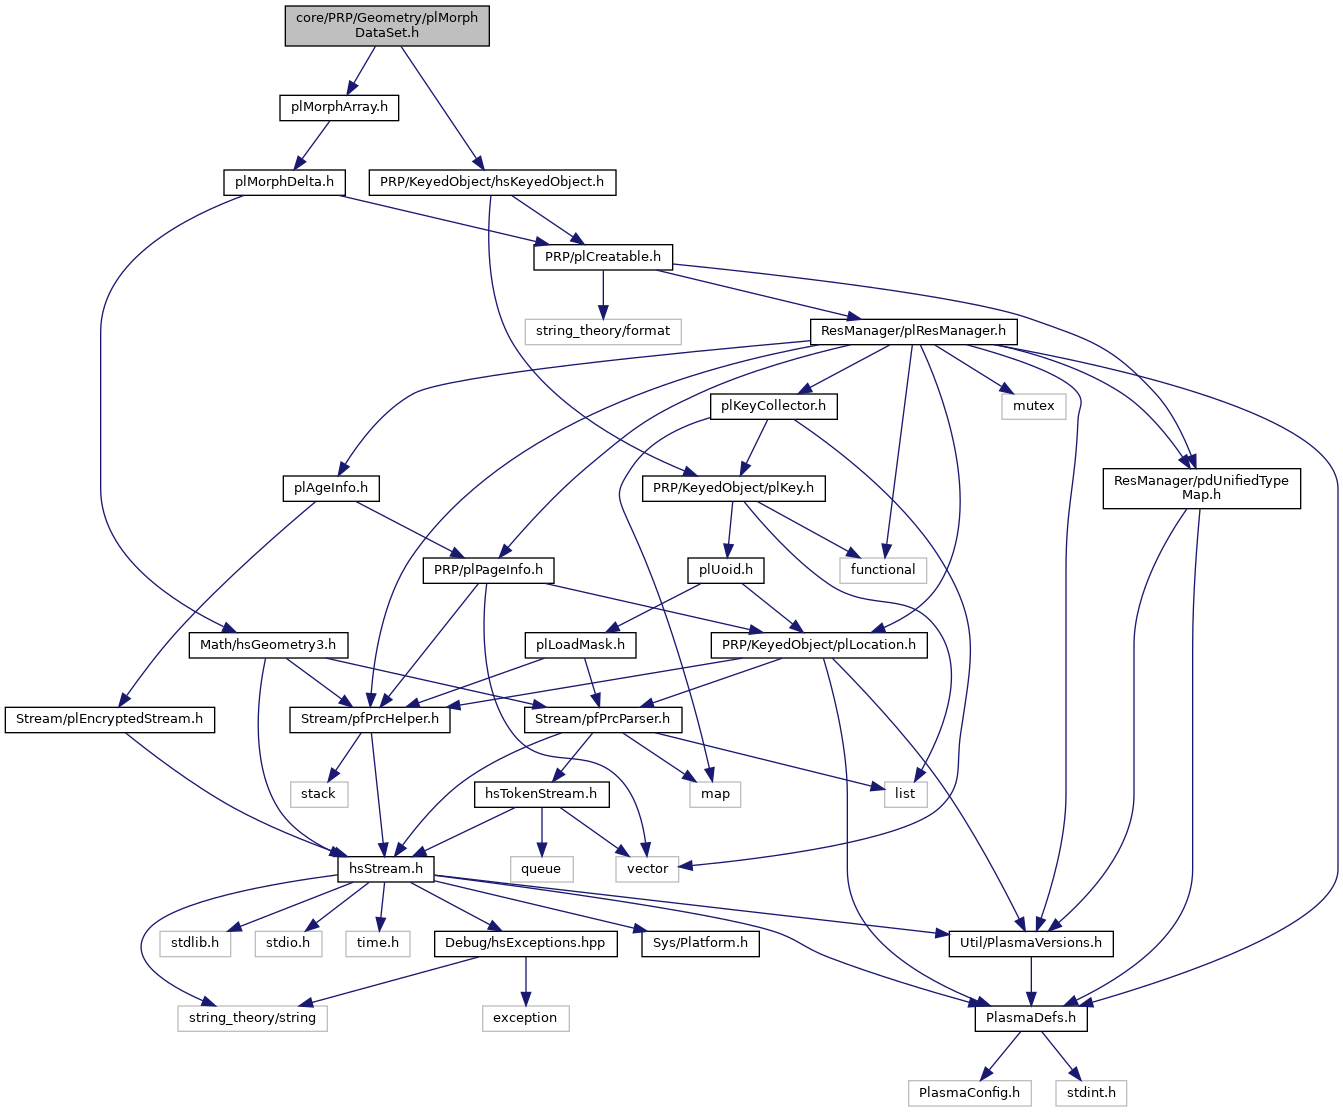 core/PRP/Geometry/plMorph
DataSet.h
plMorphArray.h
plMorphDelta.h
PRP/KeyedObject/hsKeyedObject.h
PRP/plCreatable.h
string_theory/format
ResManager/plResManager.h
plKeyCollector.h
mutex
plAgeInfo.h
PRP/KeyedObject/plKey.h
ResManager/pdUnifiedType
Map.h
PRP/plPageInfo.h
plUoid.h
functional
Math/hsGeometry3.h
plLoadMask.h
PRP/KeyedObject/plLocation.h
Stream/plEncryptedStream.h
Stream/pfPrcHelper.h
Stream/pfPrcParser.h
stack
hsTokenStream.h
map
list
hsStream.h
queue
vector
stdlib.h
stdio.h
time.h
Debug/hsExceptions.hpp
Sys/Platform.h
Util/PlasmaVersions.h
string_theory/string
exception
PlasmaDefs.h
PlasmaConfig.h
stdint.h